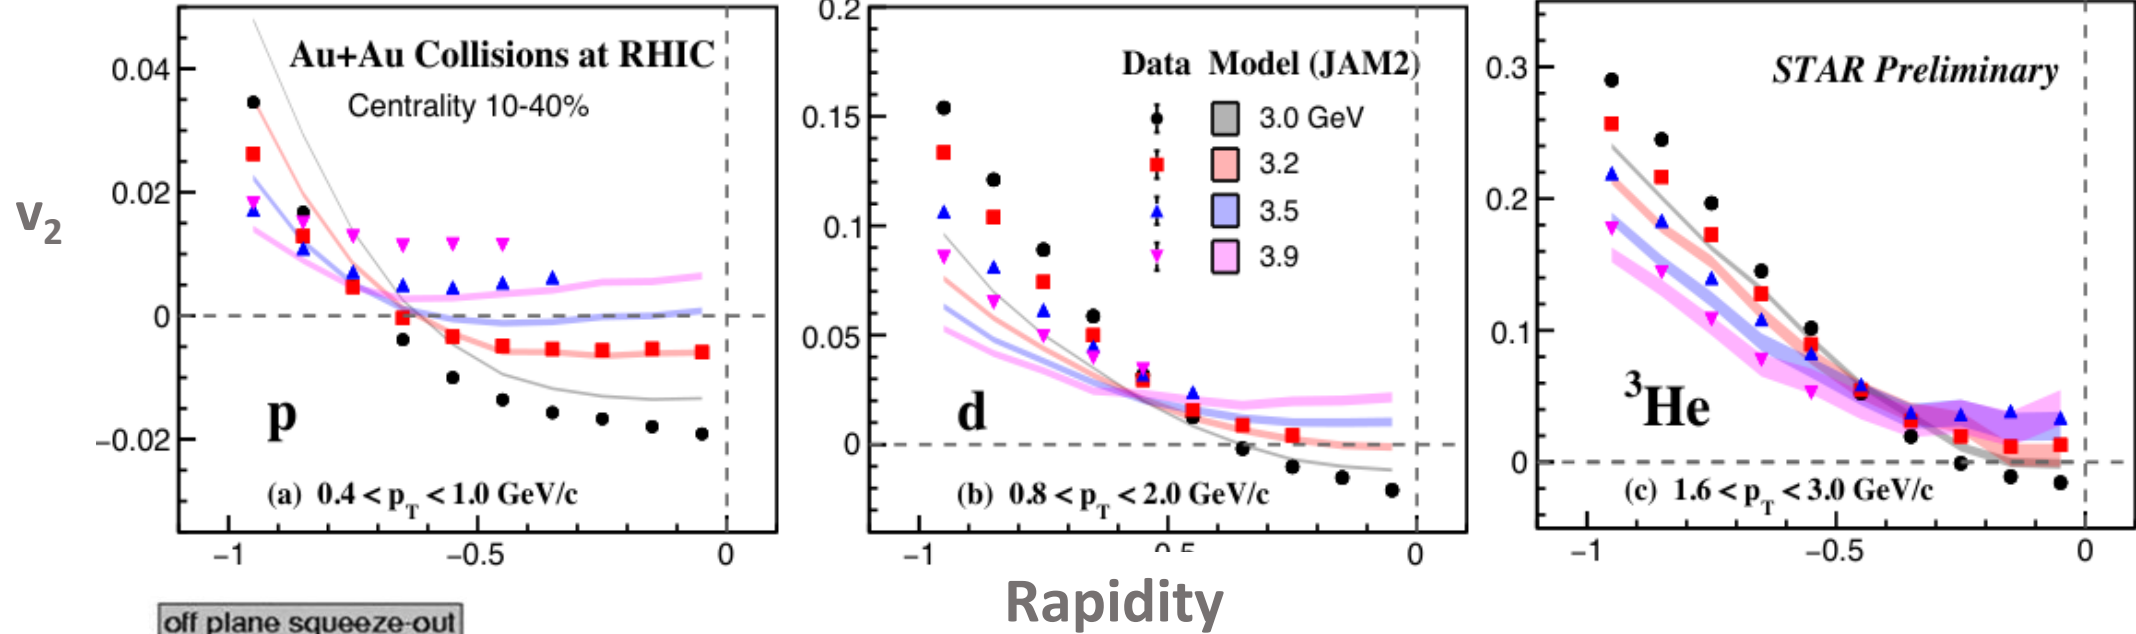 Au+Au Collisions at RHIC
Centrality 10-40%
0.04
0.02
0
−0.02
v2
p
(a) 0.4 < pT < 1.0 GeV/c
−1
−0.5
0
0.2
0.15
0.1
0.05
0
Data Model (JAM2)
3.0 GeV
3.2
3.5
3.9
d
(b) 0.8 < pT < 2.0 GeV/c
−1
0
STAR Preliminary
0.3
0.2
0.1
0
3He
(c) 1.6 < pT < 3.0 GeV/c
−1
−0.5
0
Rapidity
off plane squeeze-out